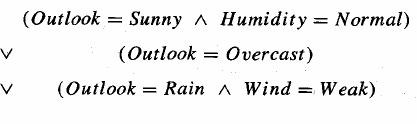 (Outlook = Sunny ∧ Humidity = Normal)
∨ (Outlook = Overcast)
∨ (Outlook = Rain ∧ Wind = Weak)